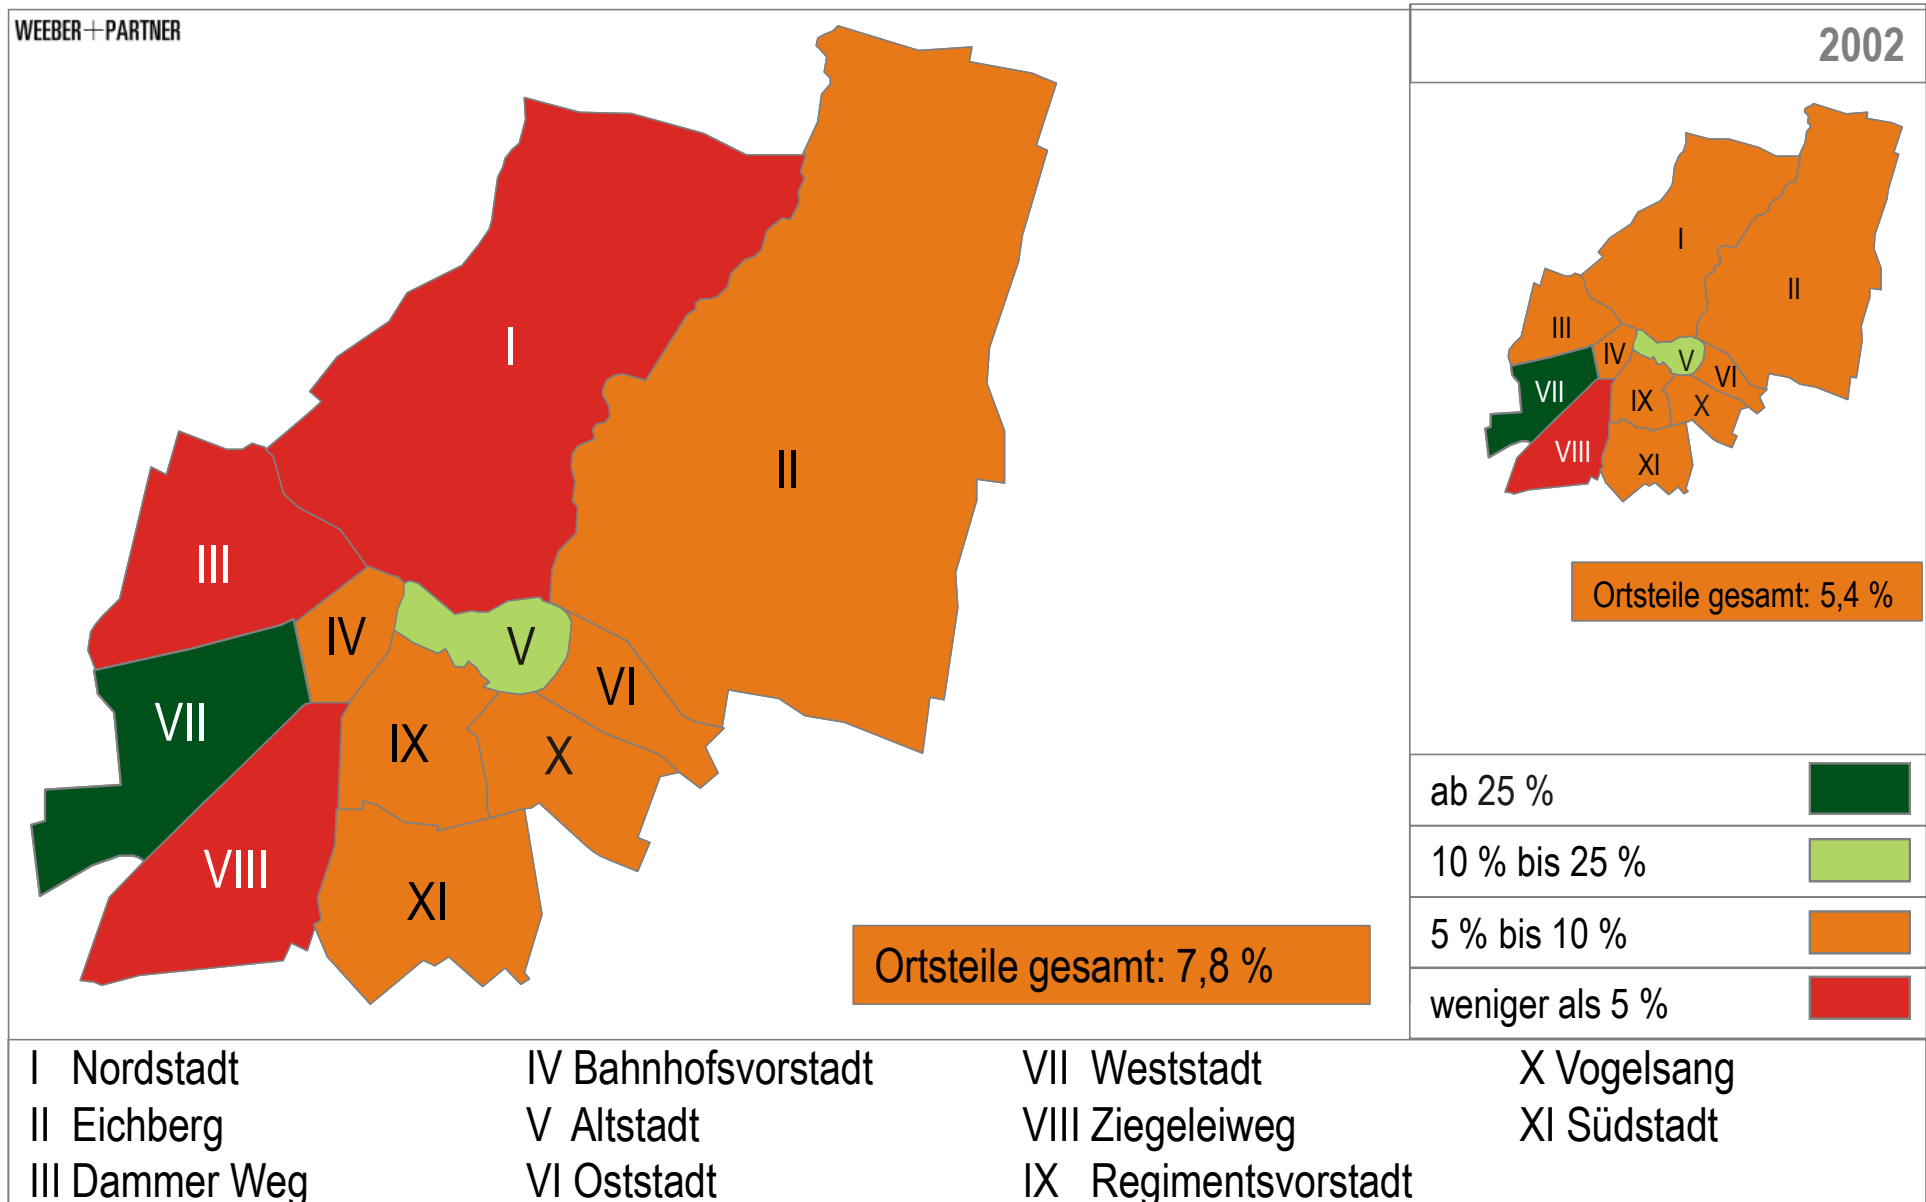 WEEBER+PARTNER
2002
I
II
III
IV
V
VI
VII
VIII
IX
X
XI
Ortsteile gesamt: 7,8 %
I
II
III
IV
V
VI
VII
VIII
IX
X
XI
Ortsteile gesamt: 5,4 %
ab 25 %
10 % bis 25 %
5 % bis 10 %
weniger als 5 %
I Nordstadt
II Eichberg
III Dammer Weg
IV Bahnhofsvorstadt
V Altstadt
VI Oststadt
VII Weststadt
VIII Ziegeleiweg
IX Regimentsvorstadt
X Vogelsang
XI Südstadt